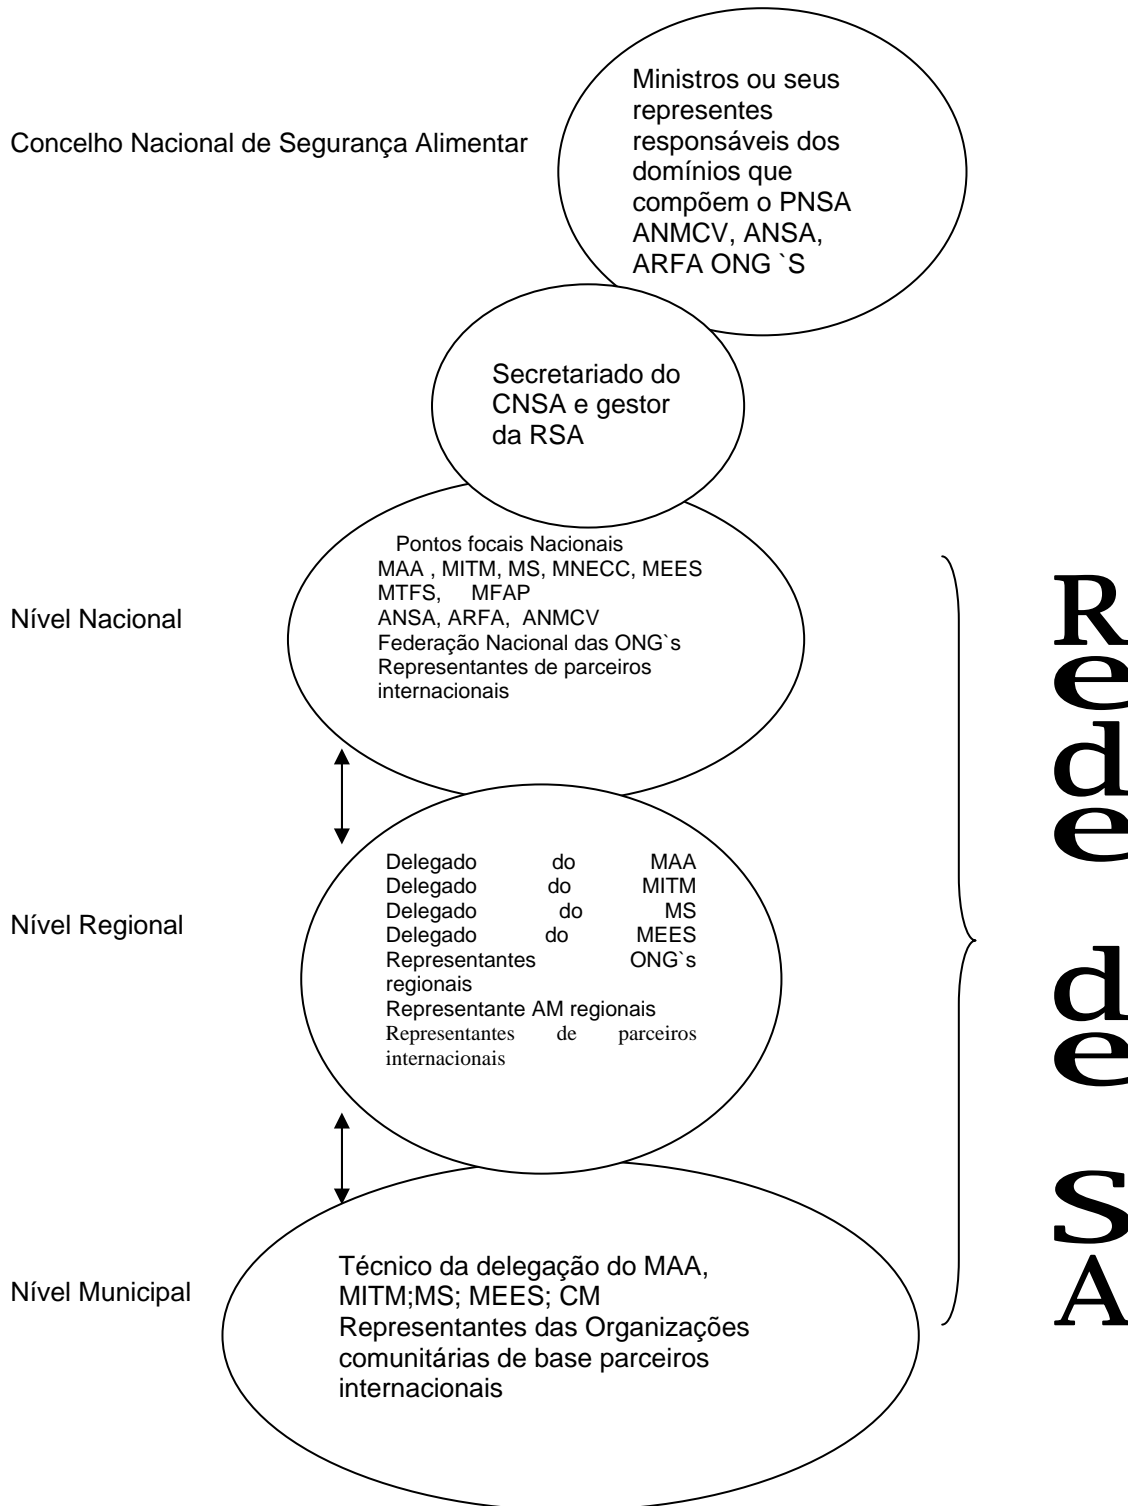 Ministros ou seus
represents
responsáveis dos
domínios que
compõem o PNSA
ANMCV, ANSA,
ARFA ONG `S
Concelho Nacional de Segurança Alimentar
Secretariado do
CNSA e gestor
da RSA
Nível Nacional
Pontos focais Nacionais
MAA , MITM, MS, MNECC, MEES
MTFS, MFAP
ANSA, ARFA, ANMCV
Federação Nacional das ONG`s
Representantes de parceiros
internacionais
Nível Regional
Delegado do MAA
Delegado do MITM
Delegado do MS
Delegado do MEES
Representantes ONG`s
regionais
Representante AM regionais
Representantes de parceiros
internacionais
Nível Municipal
Técnico da delegação do MAA,
MITM;MS; MEES; CM
Representantes das Organizações
comunitárias de base parceiros
internacionais
Rede de SA